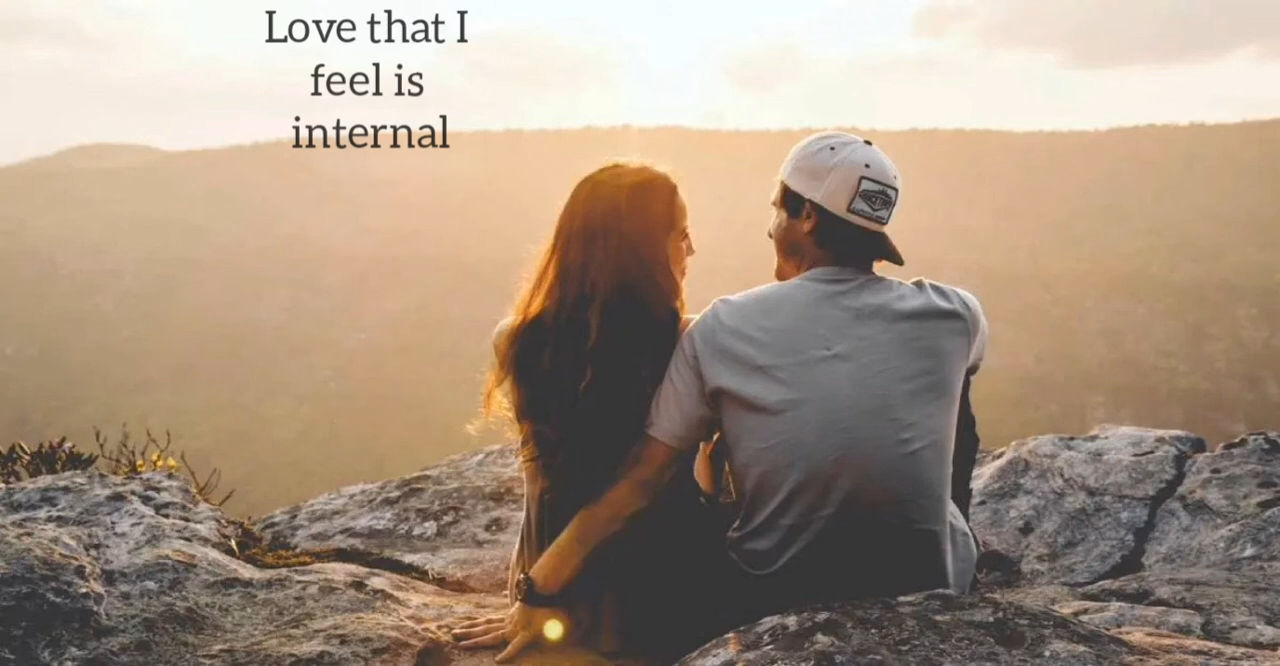 Love that I
feel is
internal